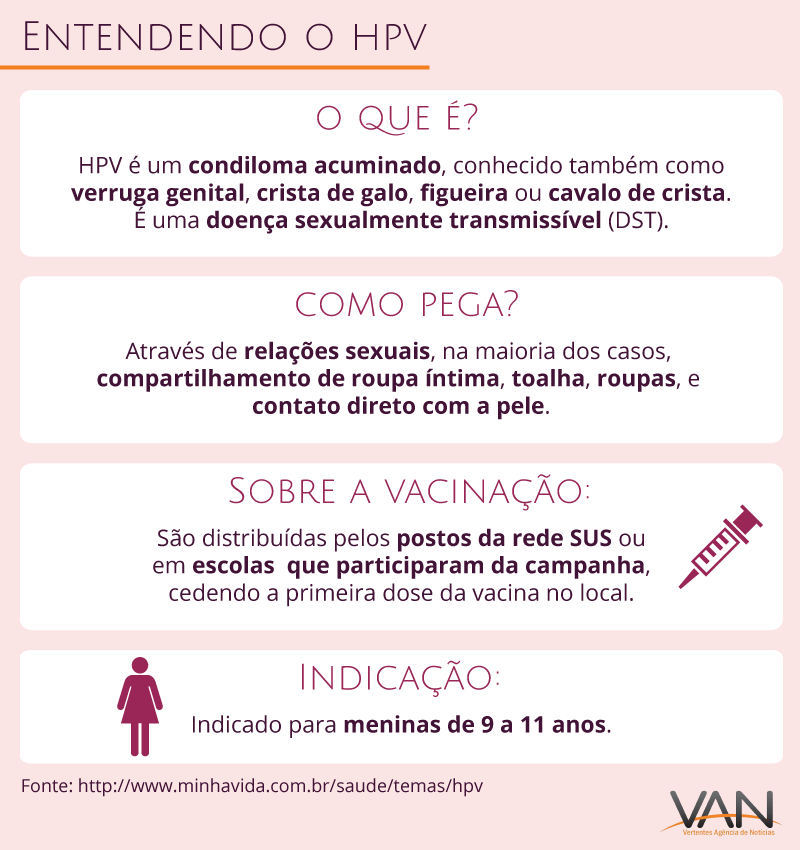 Entendendo o HPV
O que é?
HPV é um condiloma acuminado, conhecido também como
verruga genital, crista de galo, figueira ou cavalo de crista.
É uma doença sexualmente transmissível (DST).
Como pega?
Através de relações sexuais, na maioria dos casos,
compartilhamento de roupa íntima, toalha, roupas, e
contato direto com a pele.
Sobre a vacinação:
São distribuídas pelos postos da rede SUS ou
em escolas que participaram da campanha,
cedendo a primeira dose da vacina no local.
Indicação:
Indicado para meninas de 9 a 11 anos.
Fonte: http://www.minhavida.com.br/saude/temas/hpv
VAN
Vertentes Agência de Notícias